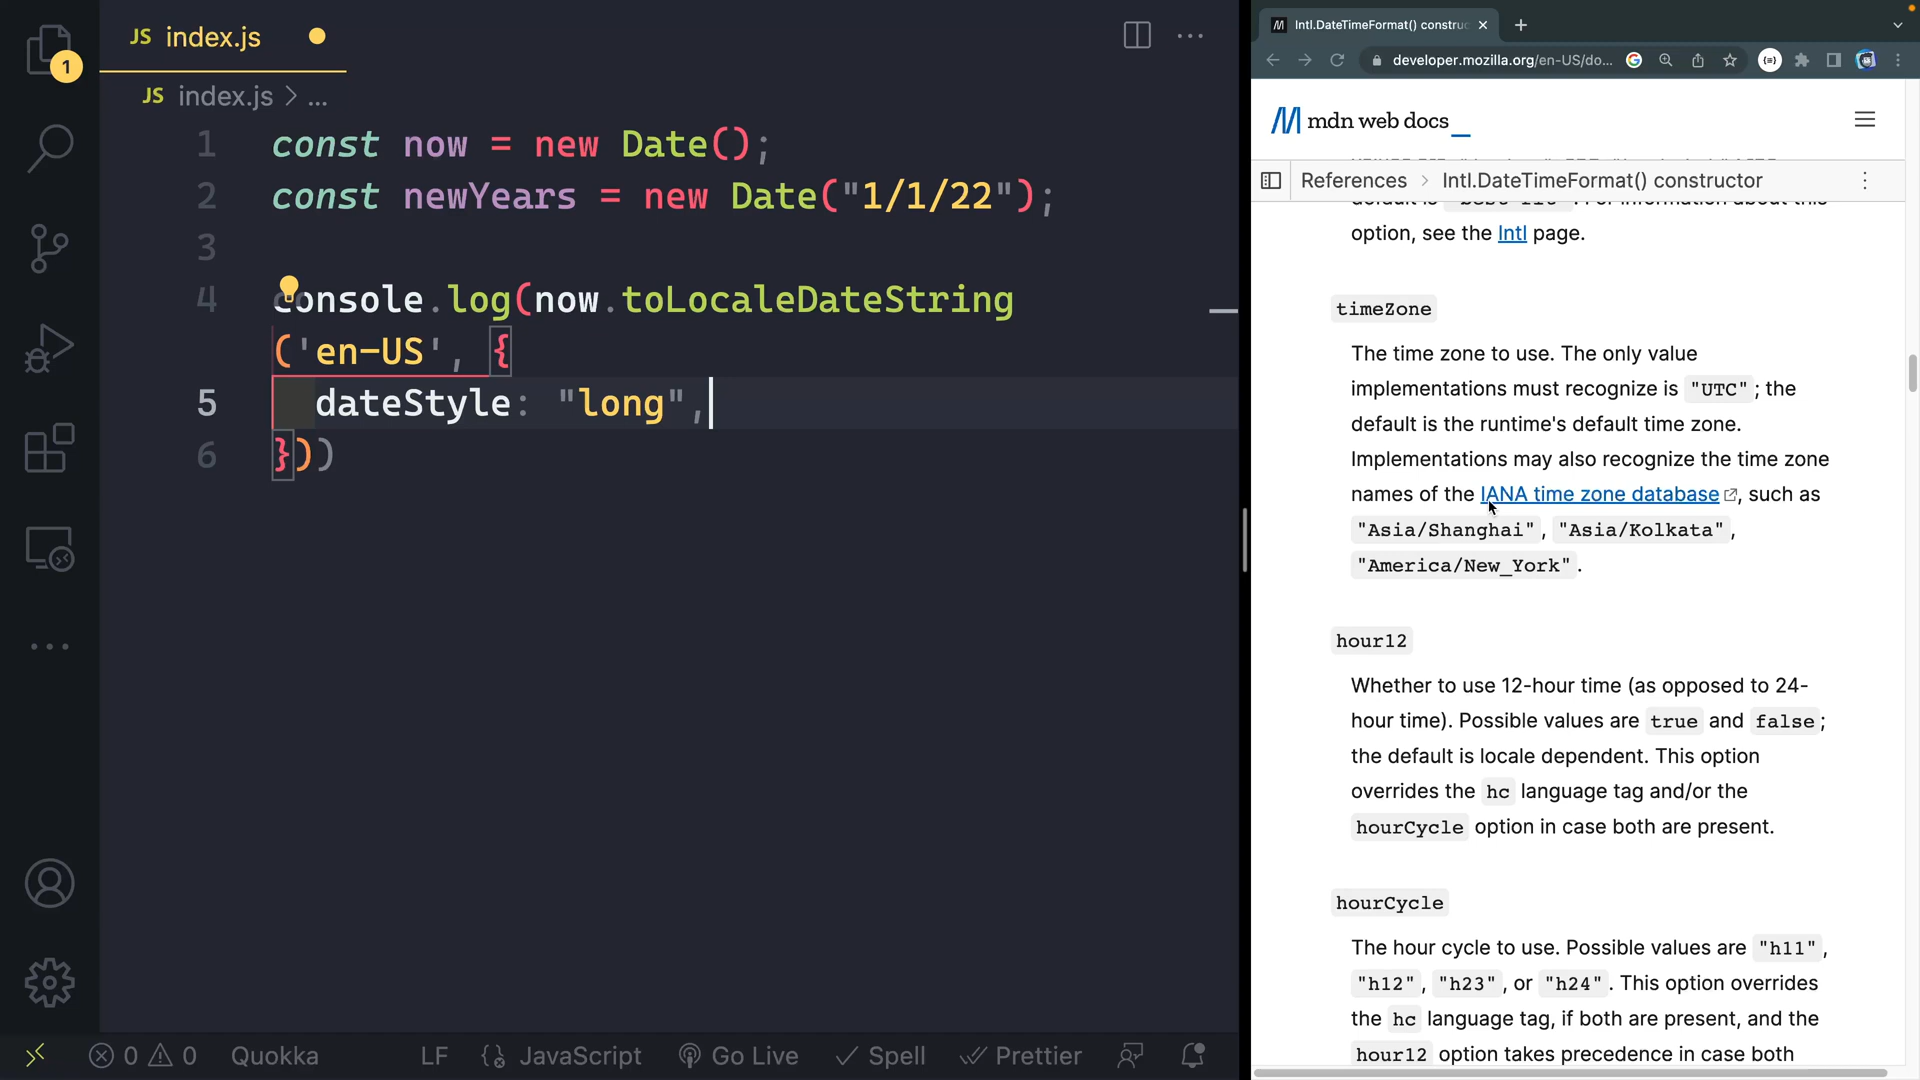 JS index.js
1
JS index.js > ...
1 const now = new Date();
2 const newYears = new Date("1/1/22");
3
4 console.log(now.toLocaleDateString
('en-US', {
5 dateStyle: "long",
6 }))
0 0 Quokka LF {} JavaScript Go Live Spell Prettier
Intl.DateTimeFormat() constru
developer.mozilla.org/en-US/do...
mdn web docs_
References > Intl.DateTimeFormat() constructor
option, see the Intl page.
timeZone
The time zone to use. The only value
implementations must recognize is "UTC"; the
default is the runtime's default time zone.
Implementations may also recognize the time zone
names of the IANA time zone database, such as
"Asia/Shanghai", "Asia/Kolkata",
"America/New_York".
hour12
Whether to use 12-hour time (as opposed to 24-
hour time). Possible values are true and false;
the default is locale dependent. This option
overrides the hc language tag and/or the
hourCycle option in case both are present.
hourCycle
The hour cycle to use. Possible values are "h11",
"h12", "h23", or "h24". This option overrides
the hc language tag, if both are present, and the
hour12 option takes precedence in case both